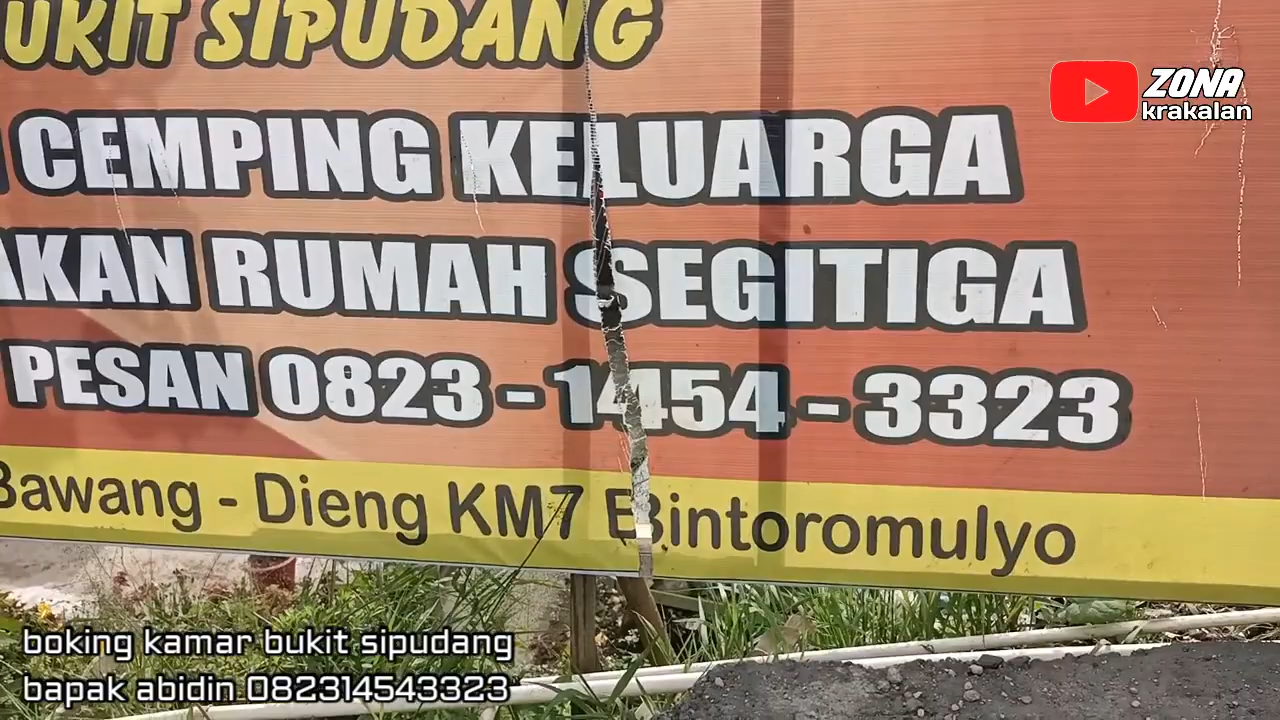 UKIT SIPUDANG
ZONA
krakalan
CEMPING KELUARGA
AKAN RUMAH SEGITIGA
PESAN 0823 - 1454 - 3323
Bawang - Dieng KM7 Bintoromulyo
boking kamar bukit sipudang
bapak abidin 082314543323